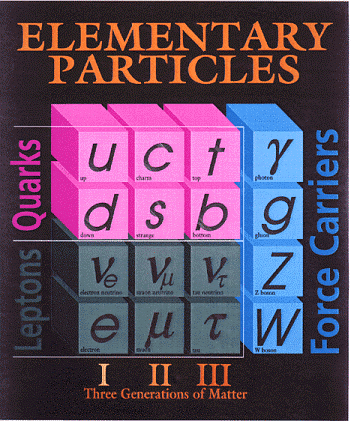 ELEMENTARY
PARTICLES
Quarks
Leptons
Force Carriers
u c t γ
up charm top photon
d s b g
down strange bottom gluon
νe νμ ντ Z
electron neutrino muon neutrino tau neutrino Z boson
e μ τ W
electron muon tau W boson
I II III
Three Generations of Matter